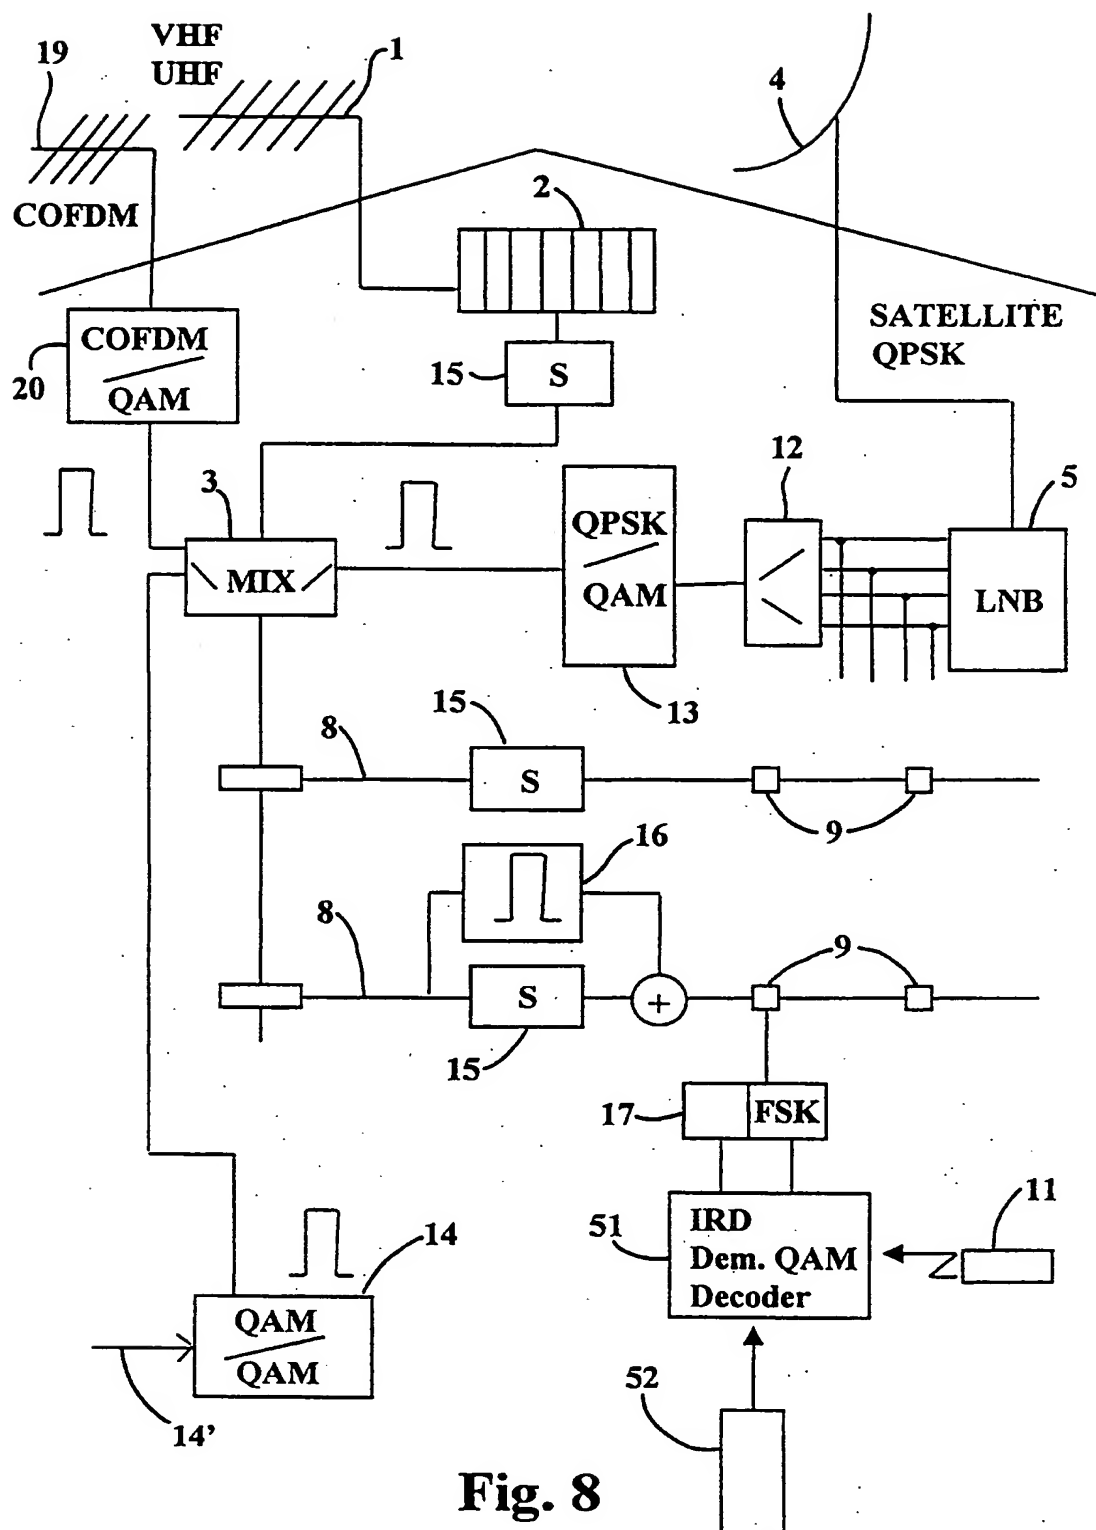 VHF
UHF
19
1
4
COFDM
2
COFDM
QAM
20
15
S
SATELLITE
QPSK
3
MIX
QPSK
QAM
13
12
5
LNB
8
15
S
9
16
8
S
15
+
9
17
FSK
51
IRD
Dem. QAM
Decoder
11
14
QAM
QAM
14’
52
Fig. 8